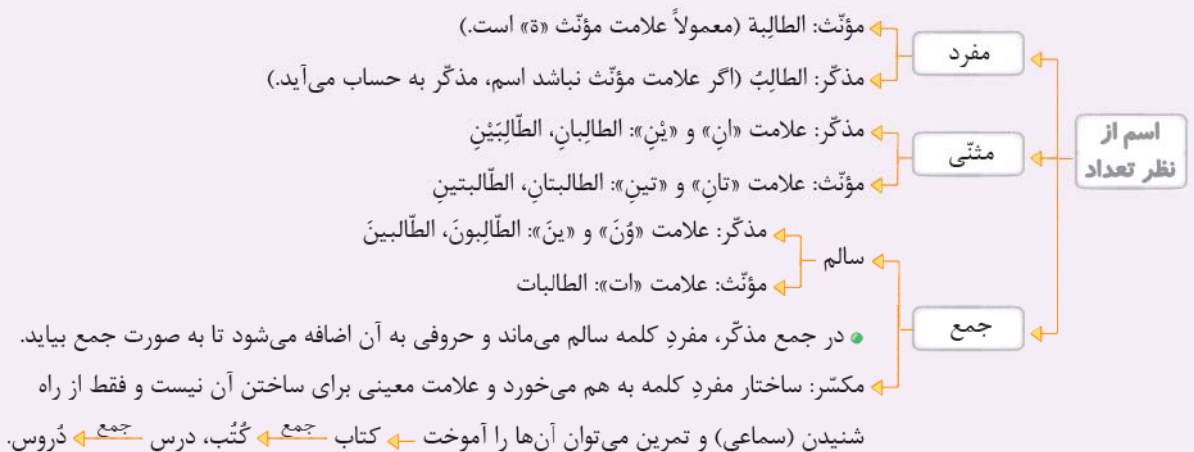 اسم از
نظر تعداد
مفرد
مؤنّث: الطالِبة (معمولاً علامت مؤنّث «ة» است.)
مذکّر: الطالِبُ (اگر علامت مؤنّث نباشد اسم، مذکّر به حساب می‌آید.)
مثنّی
مذکّر: علامت «انِ» و «یْنِ»: الطالِبانِ، الطّالِبَیْنِ
مؤنّث: علامت «تانِ» و «تینِ»: الطالبتانِ، الطّالبتینِ
جمع
سالم
مذکّر: علامت «وُنَ» و «ینَ»: الطّالِبونَ، الطّالبینَ
مؤنّث: علامت «ات»: الطالبات
در جمع مذکّر، مفردِ کلمه سالم می‌ماند و حروفی به آن اضافه می‌شود تا به صورت جمع بیاید.
مکسّر: ساختار مفردِ کلمه به هم می‌خورد و علامت معینی برای ساختن آن نیست و فقط از راه
شنیدن (سماعی) و تمرین می‌توان آن‌ها را آموخت کتاب جمع کُتُب، درس جمع دُروس.